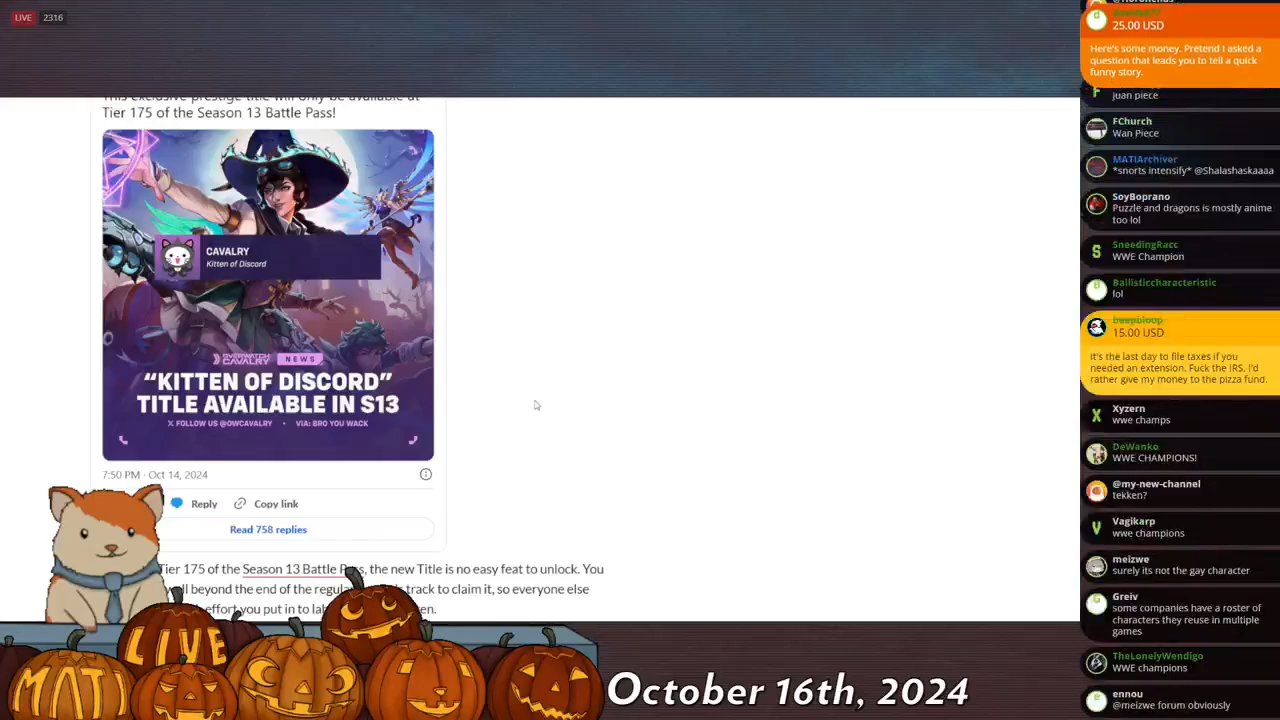 LIVE 2316
This exclusive prestige title will only be available at
Tier 175 of the Season 13 Battle Pass!
CAVALRY
Kitten of Discord
OVERWATCH
CAVALRY
NEWS
“KITTEN OF DISCORD”
TITLE AVAILABLE IN S13
X FOLLOW US @OWCAVALRY • VIA: BRO YOU WACK
7:50 PM · Oct 14, 2024
Reply Copy link
Read 758 replies
Tier 175 of the Season 13 Battle Pass, the new Title is no easy feat to unlock. You
beyond the end of the track to claim it, so everyone else
effort you put in to
LIVE
MATI
October 16th, 2024
25.00 USD
Here's some money. Pretend I asked a
question that leads you to tell a quick
funny story.
F
juan piece
FChurch
Wan Piece
MATIArchiver
*snorts intensify* @Shalashaskaaaa
SoyBoprano
Puzzle and dragons is mostly anime
too lol
S
SneedingRacc
WWE Champion
Ballisticcharacteristic
lol
beepbloop
15.00 USD
It's the last day to file taxes if you
needed an extension. Fuck the IRS, I'd
rather give my money to the pizza fund.
X
Xyzern
wwe champs
DeWanko
WWE CHAMPIONS!
@my-new-channel
tekken?
V
Vagikarp
wwe champions
meizwe
surely its not the gay character
Greiv
some companies have a roster of
characters they reuse in multiple
games
TheLonelyWendigo
WWE champions
ennou
@meizwe forum obviously